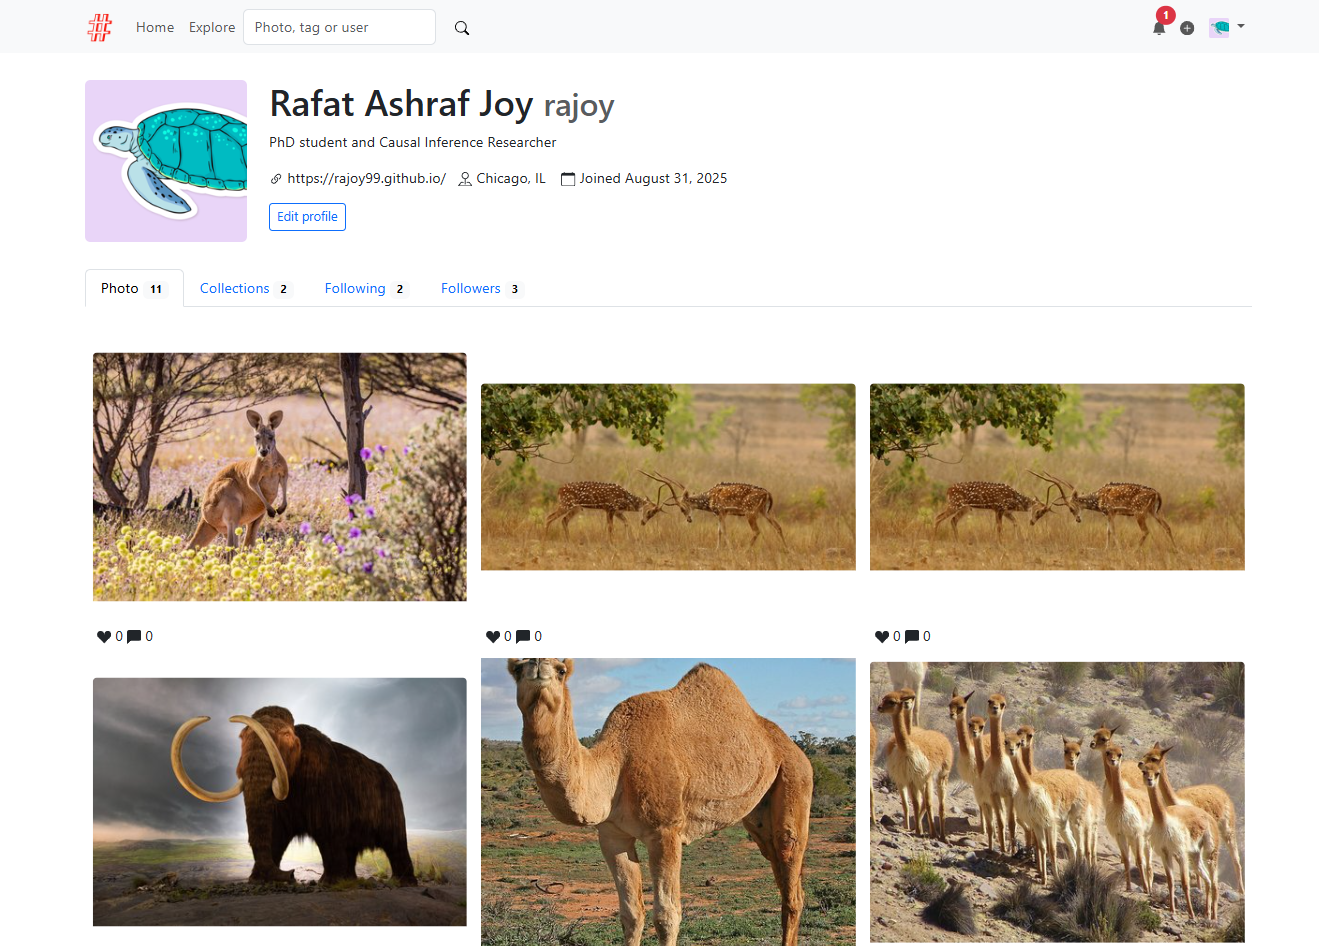 Home Explore Photo, tag or user 1
Rafat Ashraf Joy rajoy
PhD student and Causal Inference Researcher
https://rajoy99.github.io/ Chicago, IL Joined August 31, 2025
Edit profile
Photo 11 Collections 2 Following 2 Followers 3
0 0 0 0 0 0